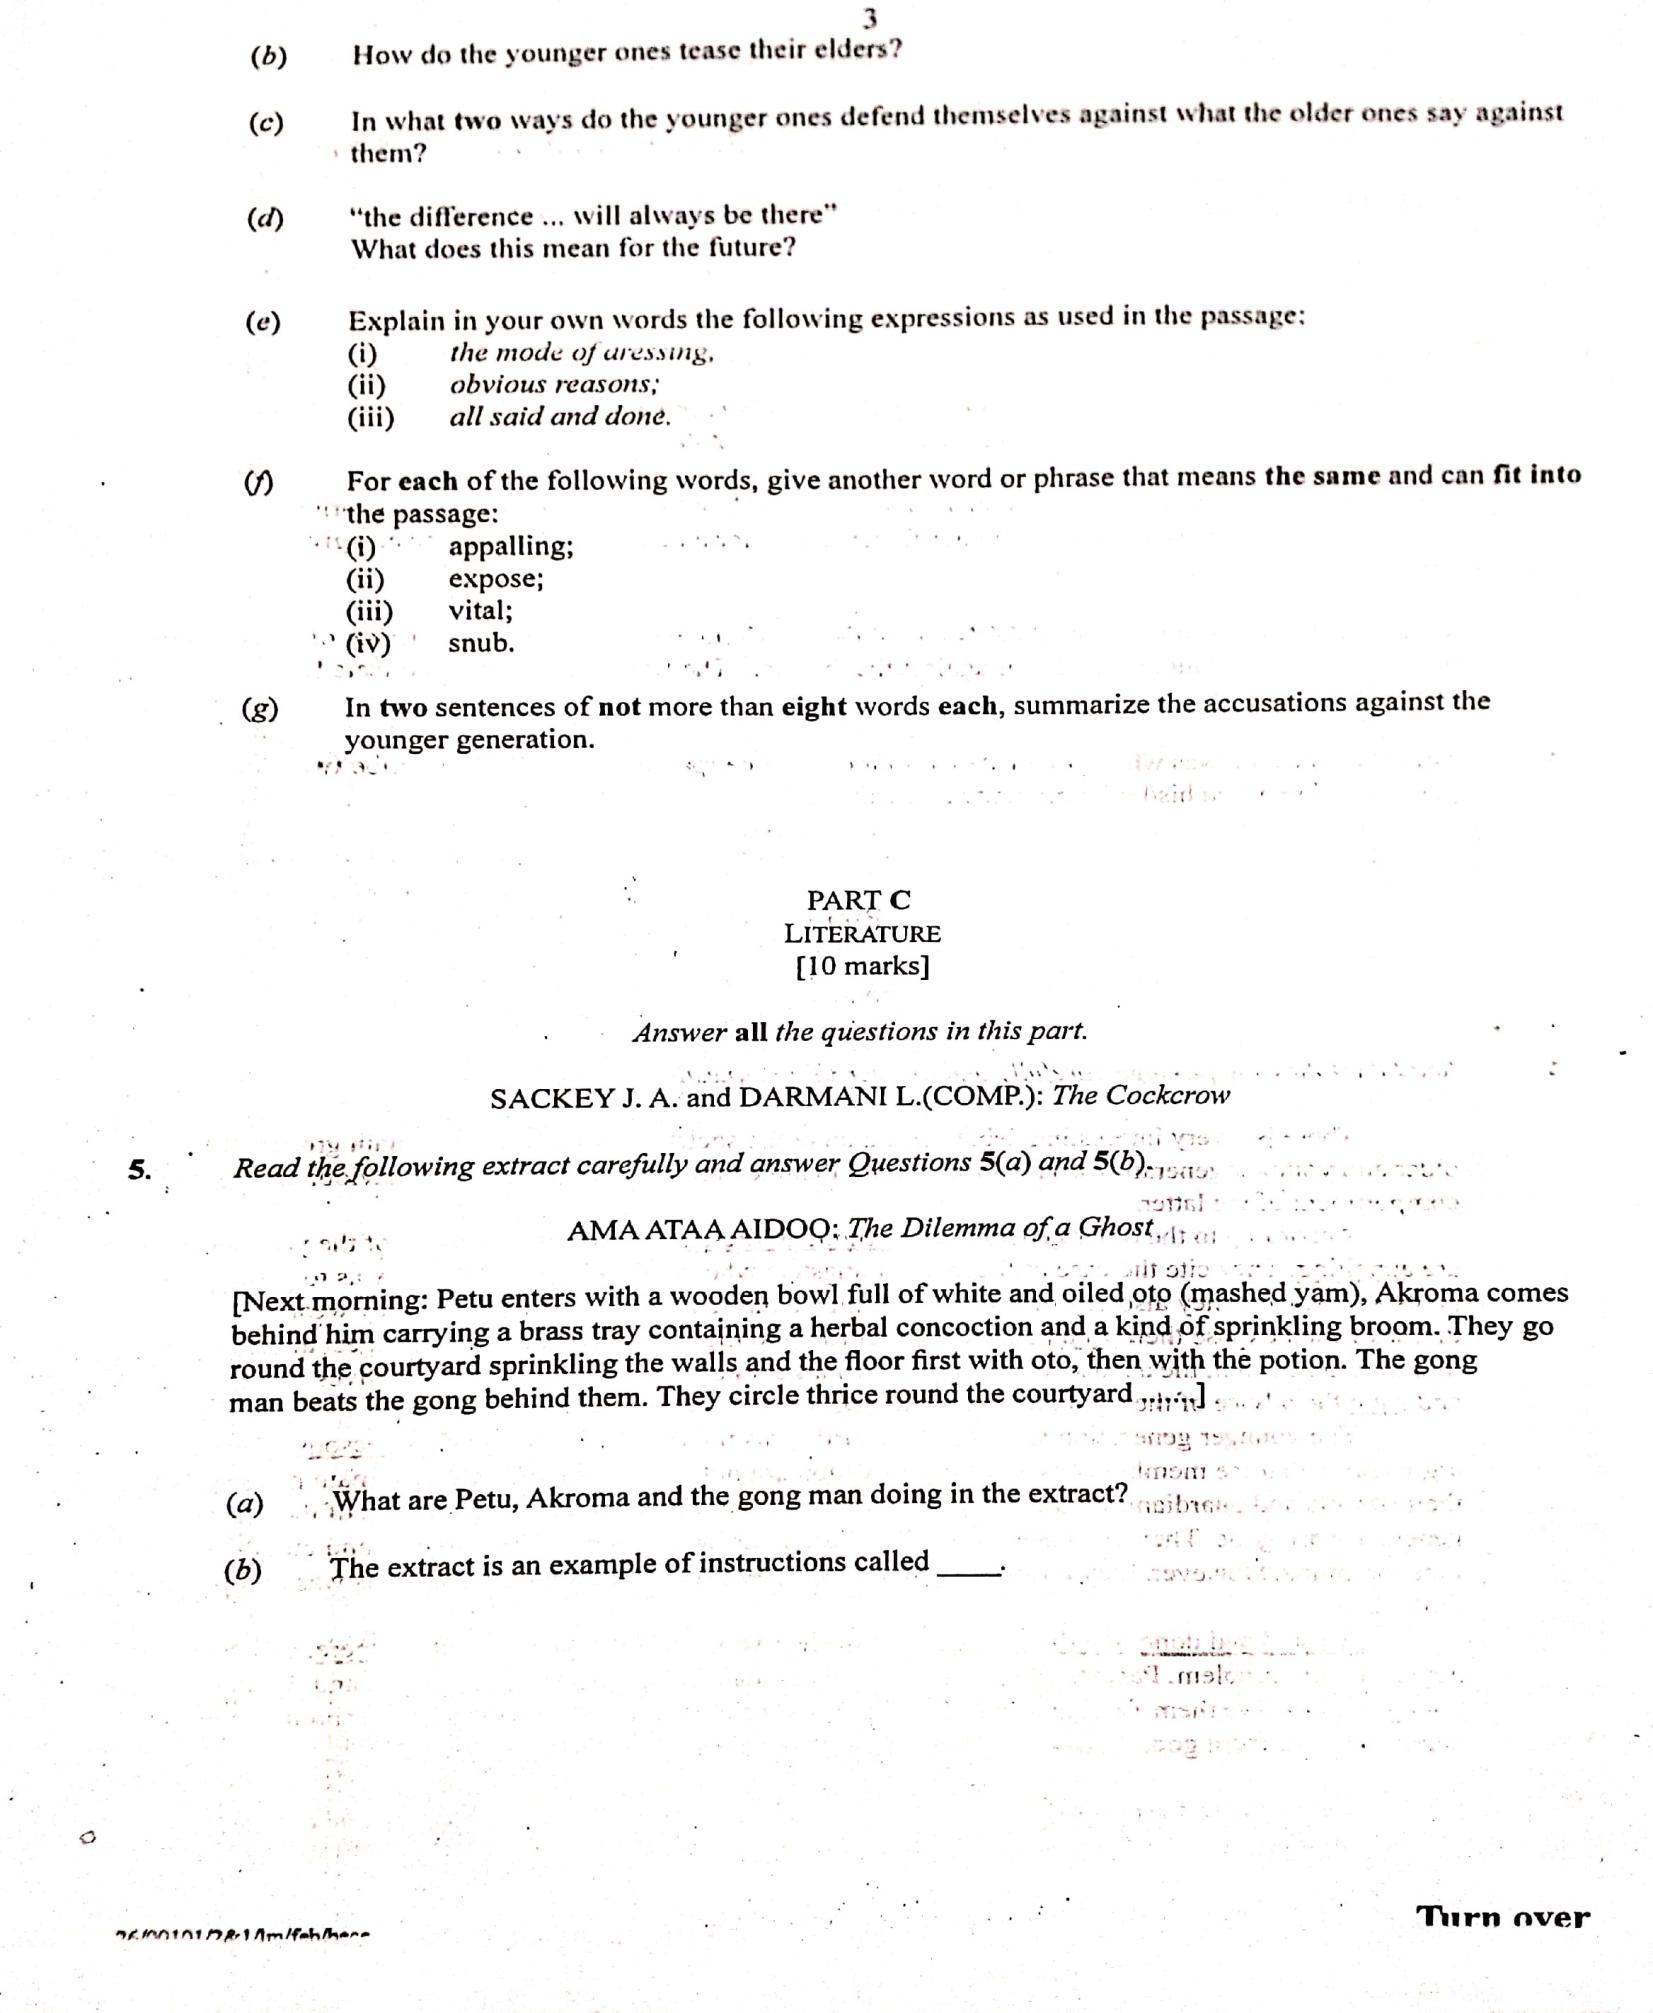 3
(b) How do the younger ones tease their elders?
(c) In what two ways do the younger ones defend themselves against what the older ones say against
them?
(d) “the difference ... will always be there”
What does this mean for the future?
(e) Explain in your own words the following expressions as used in the passage:
(i) the mode of dressing,
(ii) obvious reasons;
(iii) all said and done.
(f) For each of the following words, give another word or phrase that means the same and can fit into
the passage:
(i) appalling;
(ii) expose;
(iii) vital;
(iv) snub.
(g) In two sentences of not more than eight words each, summarize the accusations against the
younger generation.
PART C
LITERATURE
[10 marks]
Answer all the questions in this part.
SACKEY J. A. and DARMANI L.(COMP.): The Cockcrow
5. Read the following extract carefully and answer Questions 5(a) and 5(b).
AMA ATAA AIDOO: The Dilemma of a Ghost
[Next morning: Petu enters with a wooden bowl full of white and oiled oto (mashed yam), Akroma comes
behind him carrying a brass tray containing a herbal concoction and a kind of sprinkling broom. They go
round the courtyard sprinkling the walls and the floor first with oto, then with the potion. The gong
man beats the gong behind them. They circle thrice round the courtyard ......]
(a) What are Petu, Akroma and the gong man doing in the extract?
(b) The extract is an example of instructions called _____.
Turn over